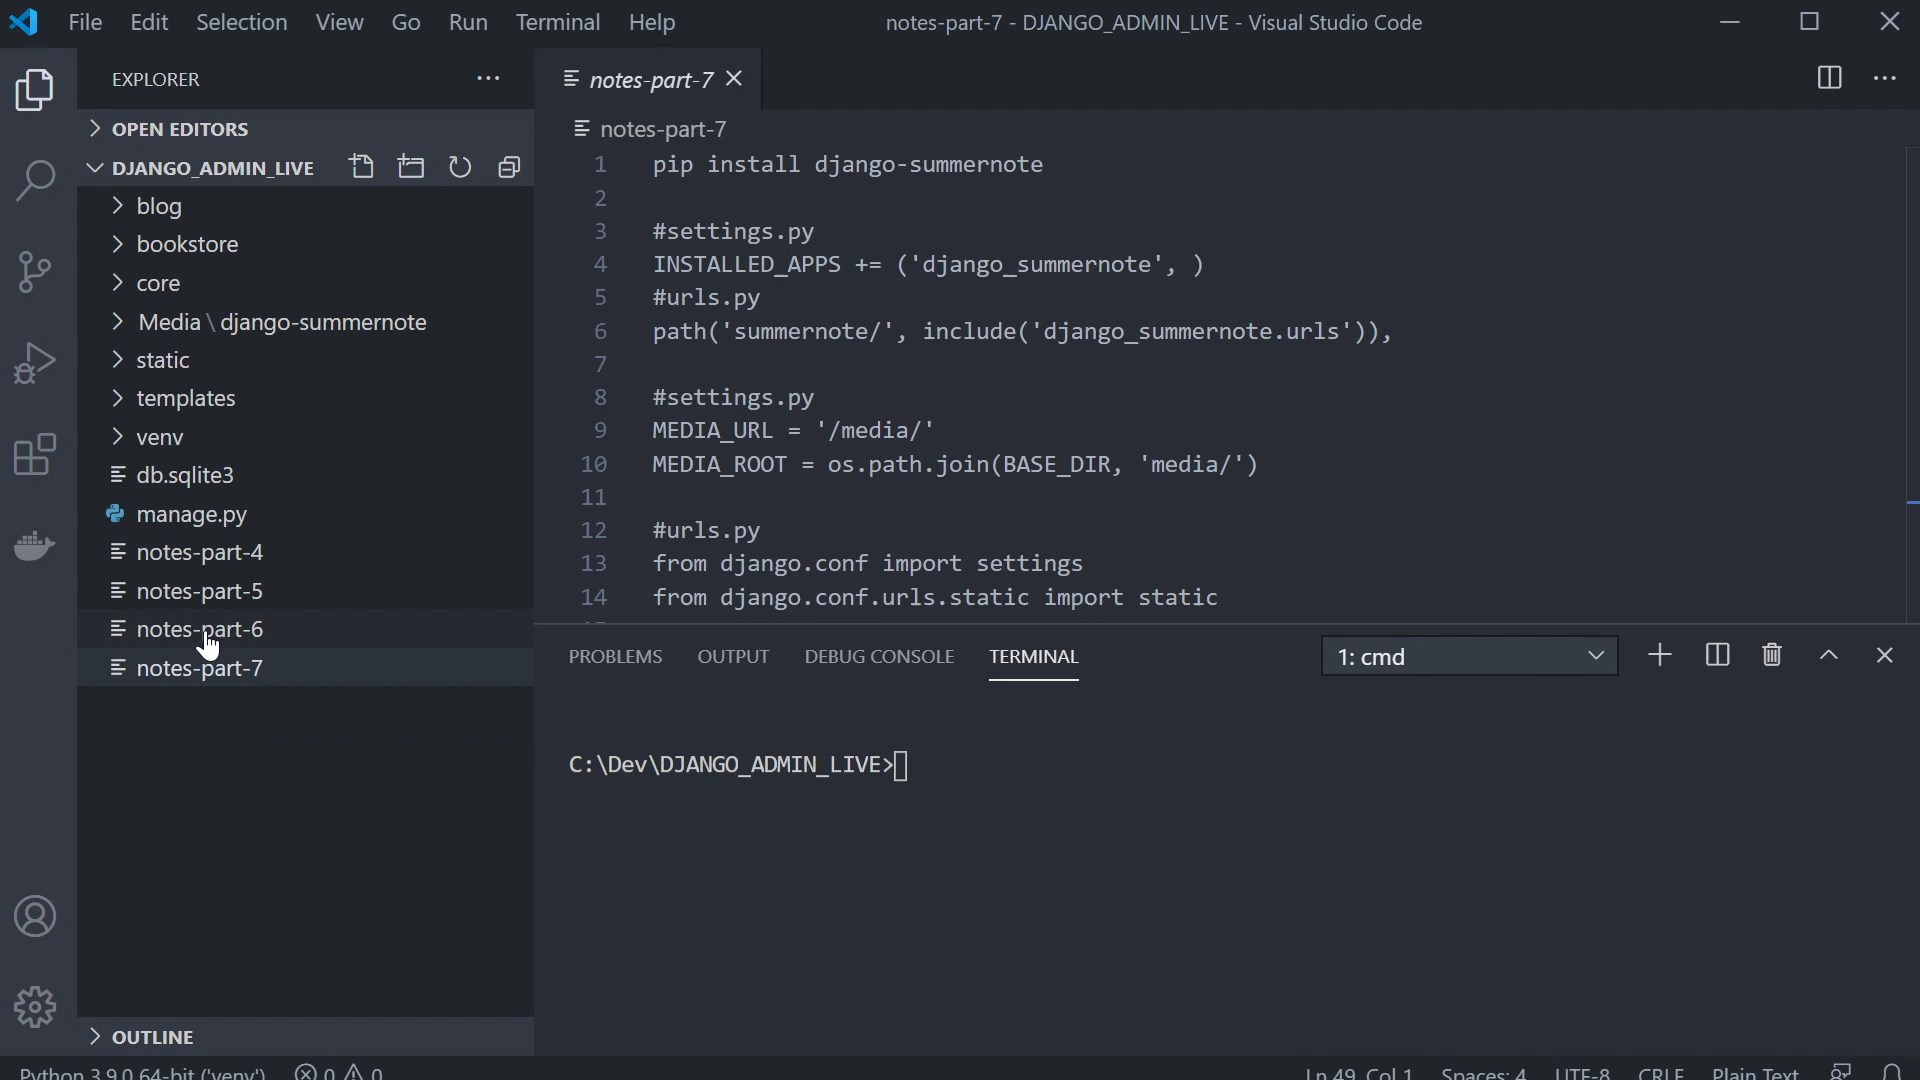 File Edit Selection View Go Run Terminal Help
notes-part-7 - DJANGO_ADMIN_LIVE - Visual Studio Code
EXPLORER
OPEN EDITORS
DJANGO_ADMIN_LIVE
blog
bookstore
core
Media \ django-summernote
static
templates
venv
db.sqlite3
manage.py
notes-part-4
notes-part-5
notes-part-6
notes-part-7
OUTLINE
notes-part-7
notes-part-7
1 pip install django-summernote
2
3 #settings.py
4 INSTALLED_APPS += ('django_summernote', )
5 #urls.py
6 path('summernote/', include('django_summernote.urls')),
7
8 #settings.py
9 MEDIA_URL = '/media/'
10 MEDIA_ROOT = os.path.join(BASE_DIR, 'media/')
11
12 #urls.py
13 from django.conf import settings
14 from django.conf.urls.static import static
PROBLEMS OUTPUT DEBUG CONSOLE TERMINAL 1: cmd
C:\Dev\DJANGO_ADMIN_LIVE>
Python 3.9.0 64-bit ('venv') 0 0 Ln 49, Col 1 Spaces: 4 UTF-8 CRLF Plain Text